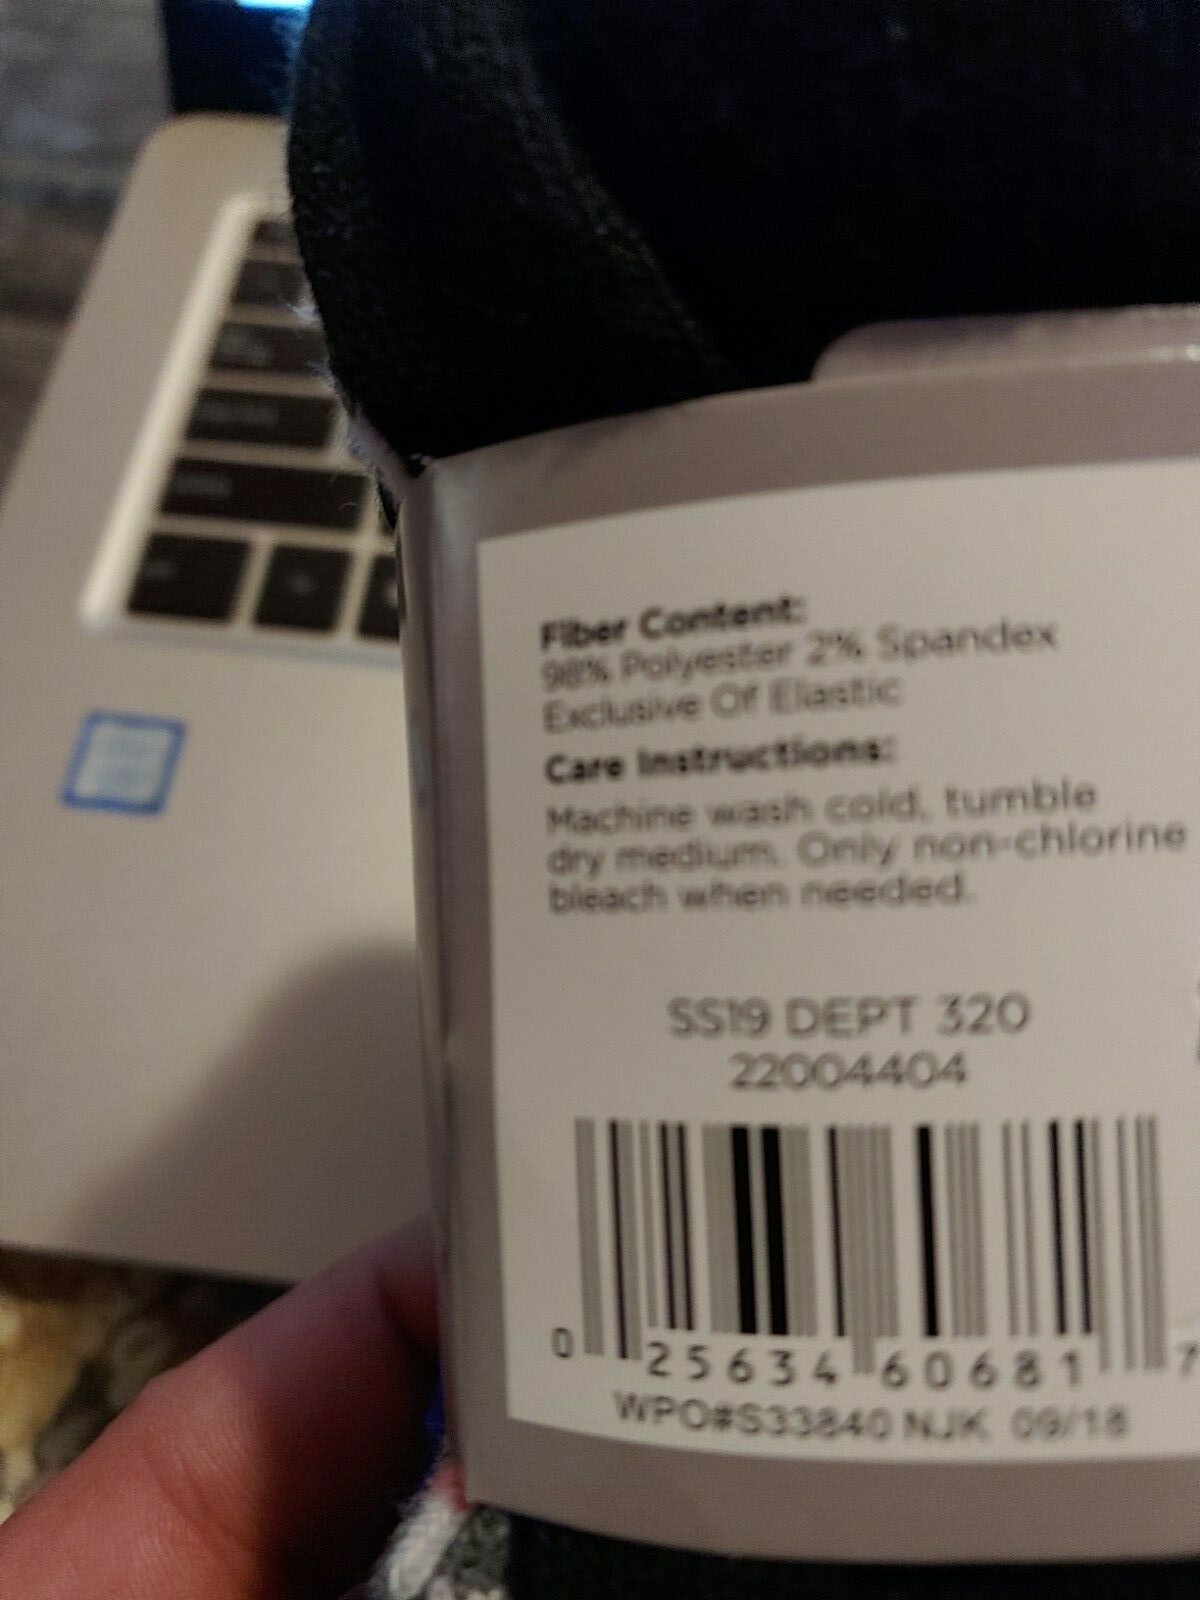 Fiber Content:
98% Polyester 2% Spandex
Exclusive Of Elastic
Care Instructions:
Machine wash cold, tumble
dry medium. Only non-chlorine
bleach when needed.
SS19 DEPT 320
22004404
0 25634 60681 7
WPO#S33840 NJK 09/18